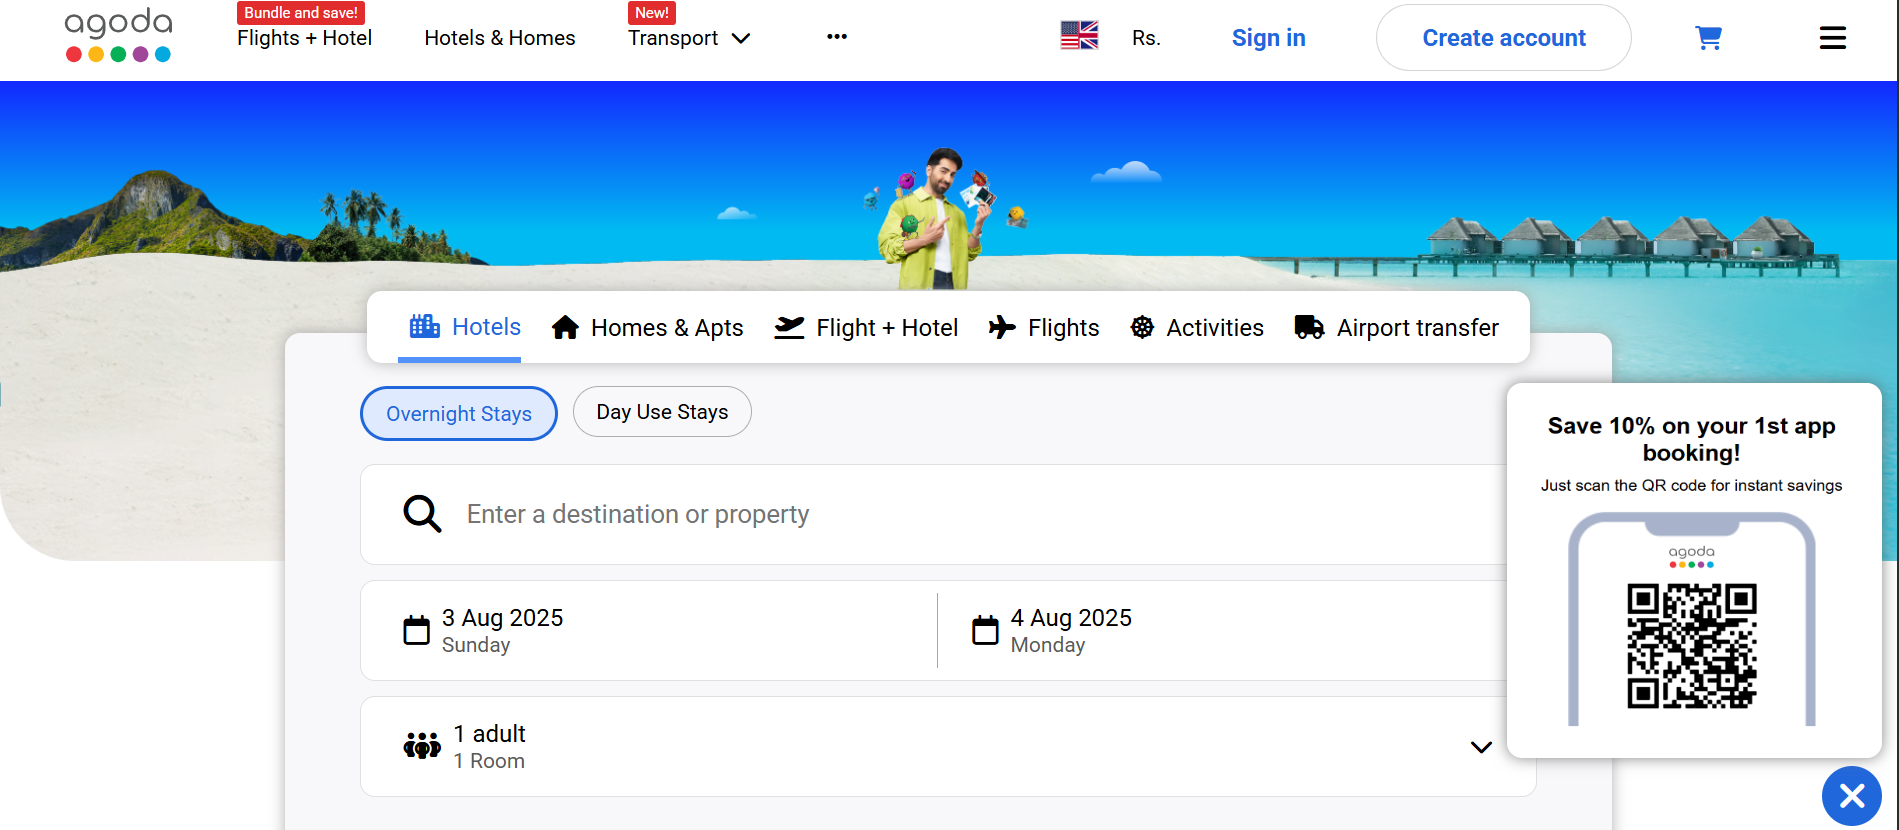 agoda
Bundle and save!
Flights + Hotel
Hotels & Homes
New!
Transport
Rs.
Sign in
Create account
Hotels
Homes & Apts
Flight + Hotel
Flights
Activities
Airport transfer
Overnight Stays
Day Use Stays
Enter a destination or property
3 Aug 2025
Sunday
4 Aug 2025
Monday
1 adult
1 Room
Save 10% on your 1st app
booking!
Just scan the QR code for instant savings
agoda